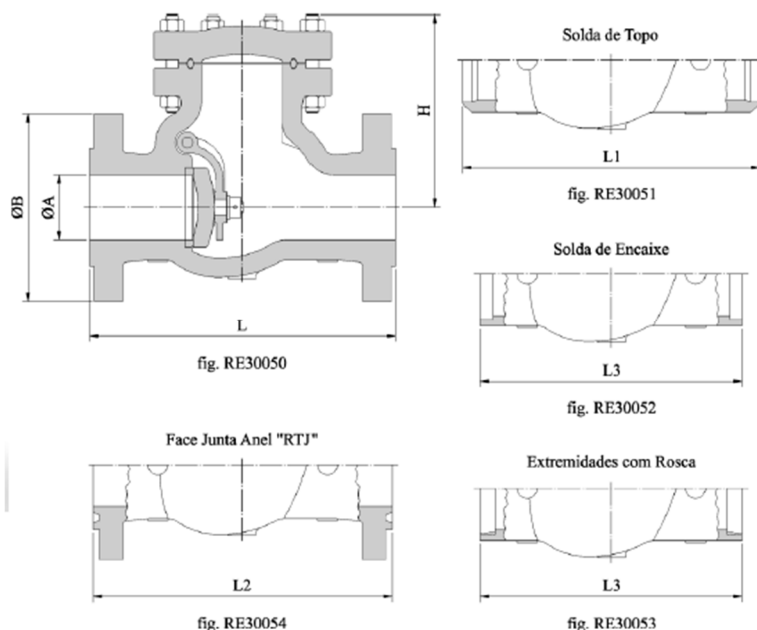 H
ØB
ØA
L
fig. RE30050
Solda de Topo
L1
fig. RE30051
Solda de Encaixe
L3
fig. RE30052
Face Junta Anel "RTJ"
L2
fig. RE30054
Extremidades com Rosca
L3
fig. RE30053